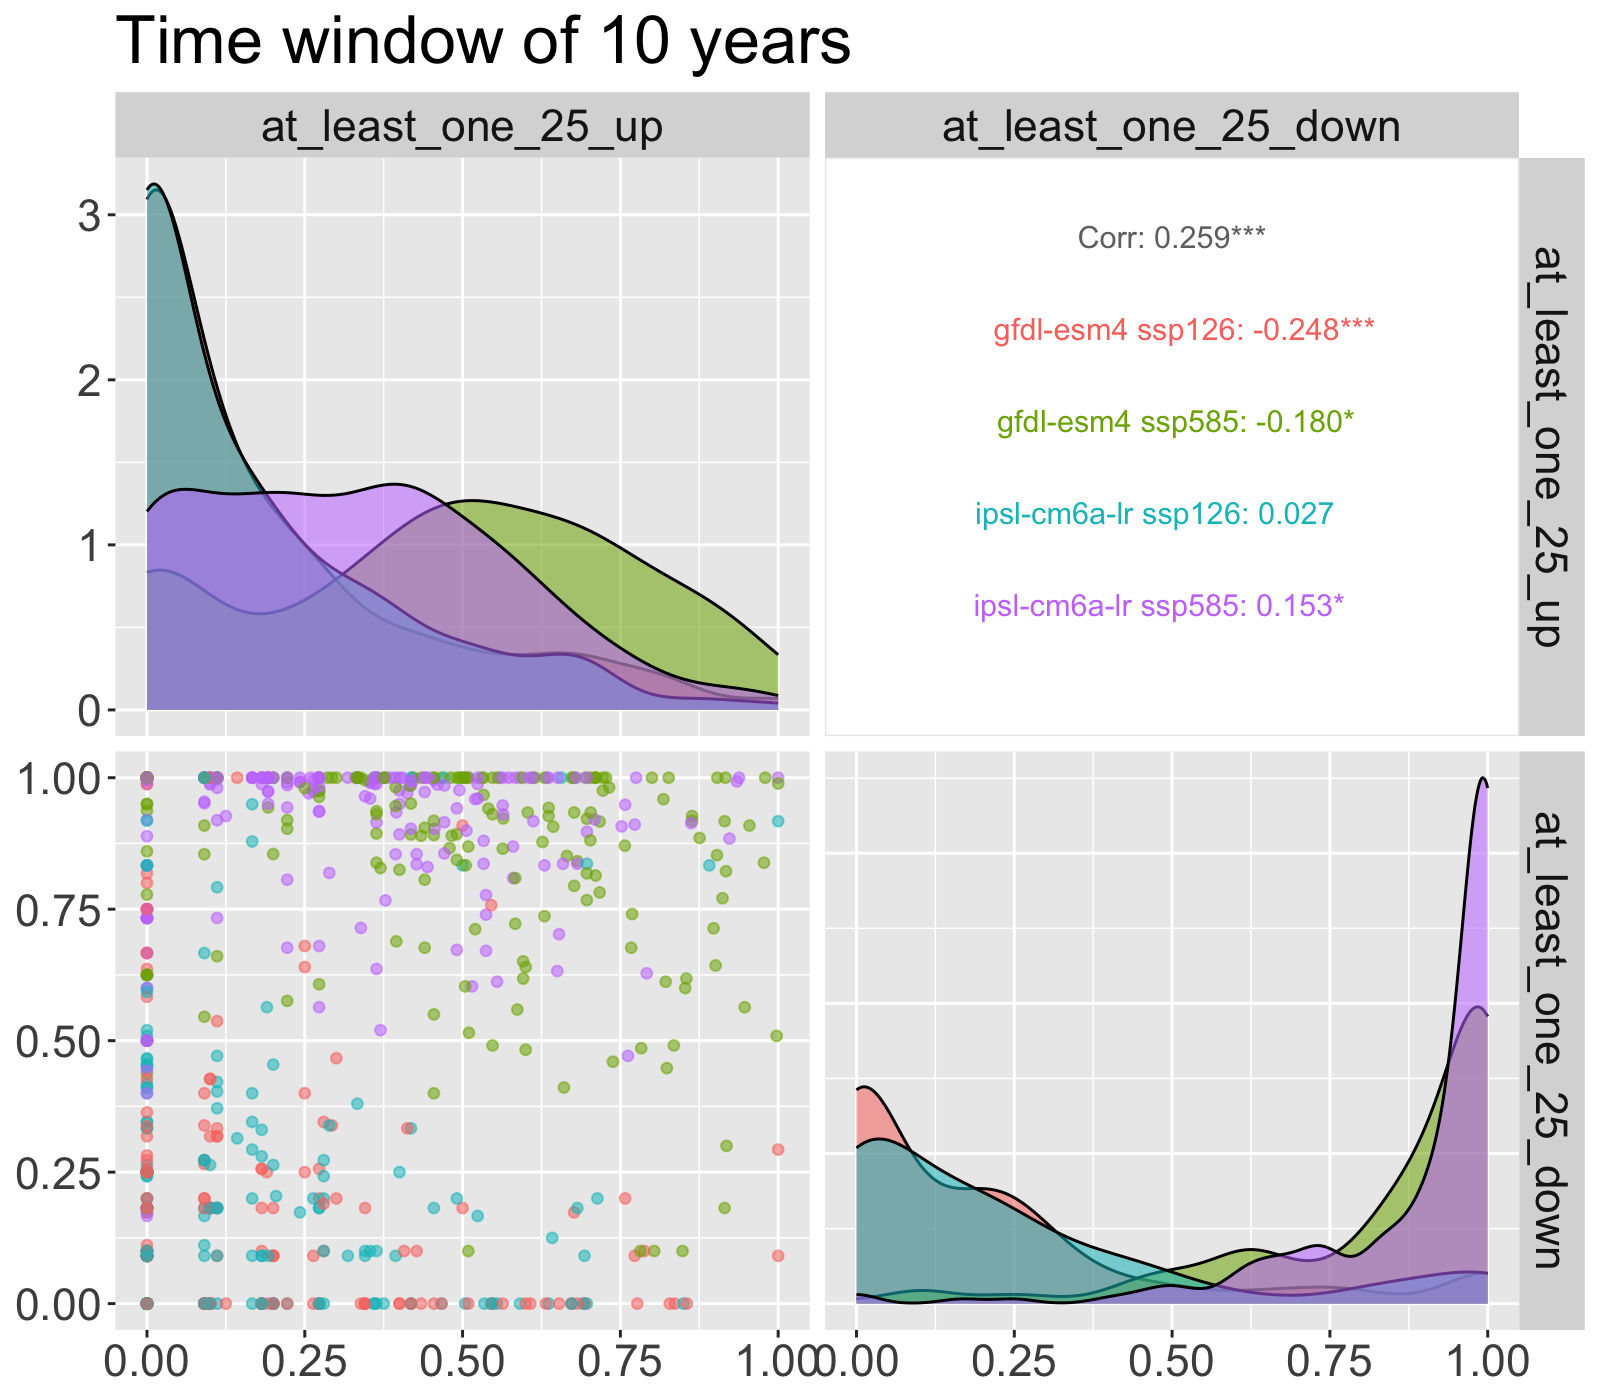 Time window of 10 years
at_least_one_25_up
at_least_one_25_down
3
2
1
0
Corr: 0.259***
gfdl-esm4 ssp126: -0.248***
gfdl-esm4 ssp585: -0.180*
ipsl-cm6a-lr ssp126: 0.027
ipsl-cm6a-lr ssp585: 0.153*
at_least_one_25_up
1.00
0.75
0.50
0.25
0.00
at_least_one_25_down
0.00 0.25 0.50 0.75 1.00
0.00 0.25 0.50 0.75 1.00